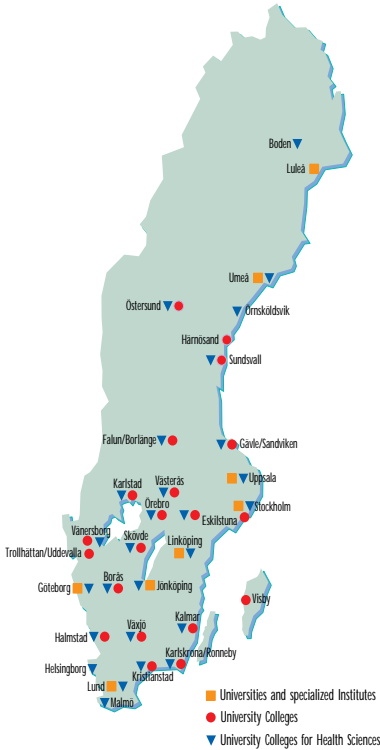 Boden
Luleå
Umeå
Östersund
Örnsköldsvik
Härnösand
Sundsvall
Falun/Borlänge
Gävle/Sandviken
Karlstad
Västerås
Uppsala
Örebro
Stockholm
Eskilstuna
Vänersborg
Skövde
Linköping
Trollhättan/Uddevalla
Göteborg
Borås
Jönköping
Visby
Kalmar
Halmstad
Växjö
Karlskrona/Ronneby
Helsingborg
Kristianstad
Lund
Malmö
Universities and specialized Institutes
University Colleges
University Colleges for Health Sciences